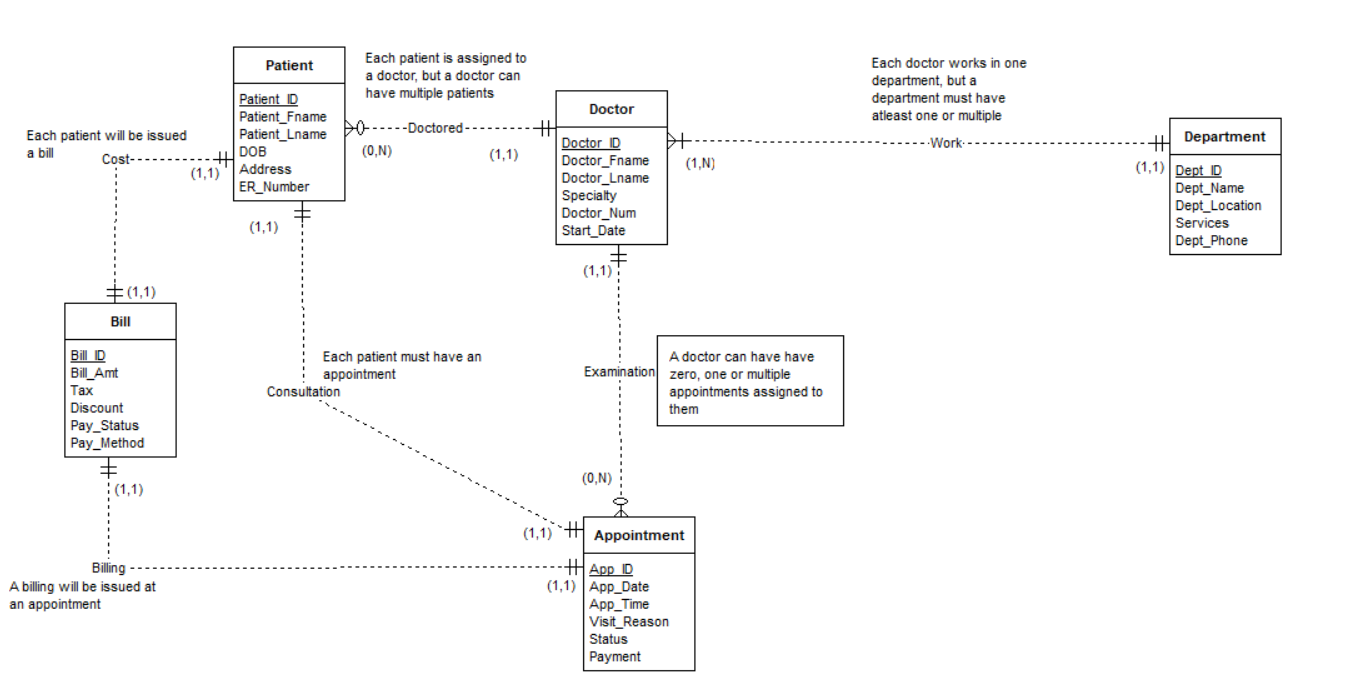 Patient
Patient_ID
Patient_Fname
Patient_Lname
DOB
Address
ER_Number
Each patient is assigned to
a doctor, but a doctor can
have multiple patients
Doctored
(0,N)
(1,1)
Doctor
Doctor_ID
Doctor_Fname
Doctor_Lname
Specialty
Doctor_Num
Start_Date
Each doctor works in one
department, but a
department must have
atleast one or multiple
Work
(1,N)
(1,1)
Department
Dept_ID
Dept_Name
Dept_Location
Services
Dept_Phone
Each patient will be issued
a bill
Cost
(1,1)
(1,1)
(1,1)
(1,1)
Bill
Bill_ID
Bill_Amt
Tax
Discount
Pay_Status
Pay_Method
Each patient must have an
appointment
Consultation
Examination
A doctor can have have
zero, one or multiple
appointments assigned to
them
(0,N)
(1,1)
(1,1)
Billing
A billing will be issued at
an appointment
(1,1)
Appointment
App_ID
App_Date
App_Time
Visit_Reason
Status
Payment